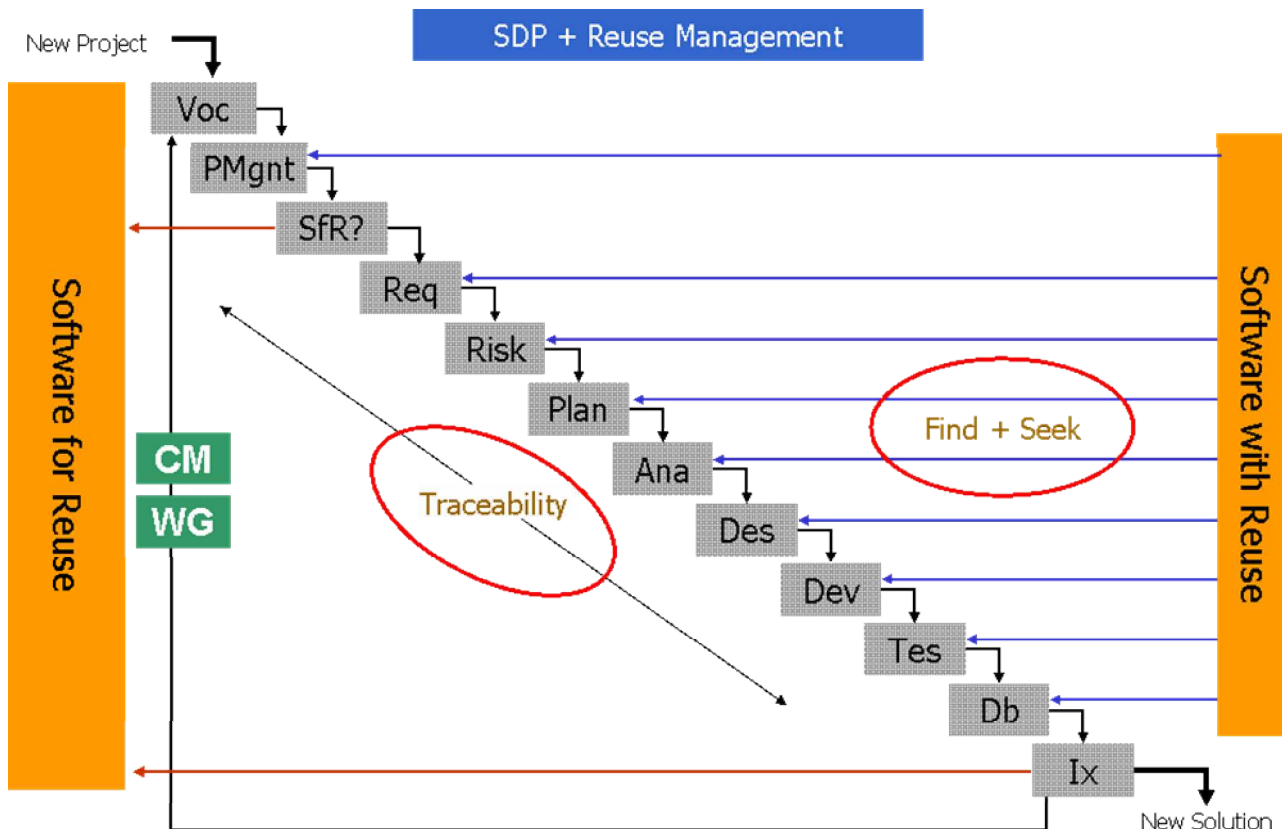 New Project
SDP + Reuse Management
Voc
PMgnt
SfR?
Req
Risk
Plan
Find + Seek
Ana
CM
Traceability
WG
Des
Dev
Tes
Db
Ix
New Solution
Software for Reuse
Software with Reuse